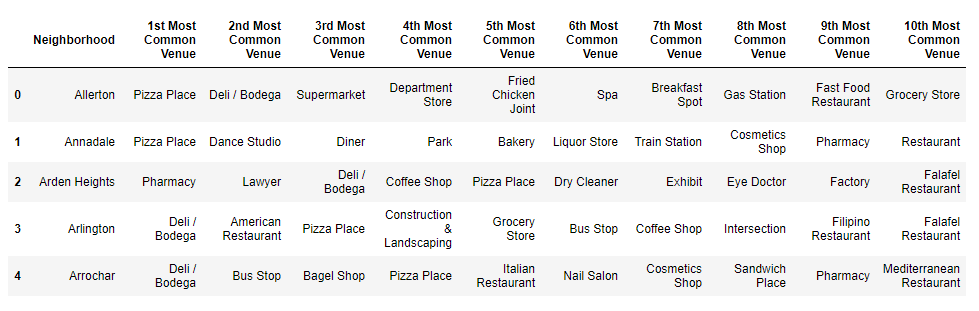 Neighborhood 1st Most Common Venue 2nd Most Common Venue 3rd Most Common Venue 4th Most Common Venue 5th Most Common Venue 6th Most Common Venue 7th Most Common Venue 8th Most Common Venue 9th Most Common Venue 10th Most Common Venue
0 Allerton Pizza Place Deli / Bodega Supermarket Department Store Fried Chicken Joint Spa Breakfast Spot Gas Station Fast Food Restaurant Grocery Store
1 Annadale Pizza Place Dance Studio Diner Park Bakery Liquor Store Train Station Cosmetics Shop Pharmacy Restaurant
2 Arden Heights Pharmacy Lawyer Deli / Bodega Coffee Shop Pizza Place Dry Cleaner Exhibit Eye Doctor Factory Falafel Restaurant
3 Arlington Deli / Bodega American Restaurant Pizza Place Construction & Landscaping Grocery Store Bus Stop Coffee Shop Intersection Filipino Restaurant Falafel Restaurant
4 Arrochar Deli / Bodega Bus Stop Bagel Shop Pizza Place Italian Restaurant Nail Salon Cosmetics Shop Sandwich Place Pharmacy Mediterranean Restaurant